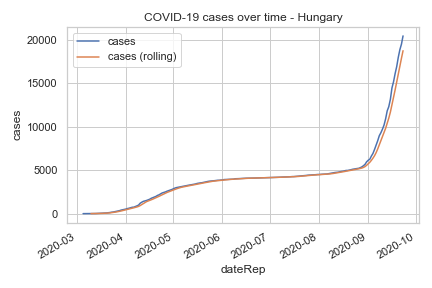 COVID-19 cases over time - Hungary
cases
cases (rolling)
20000
15000
10000
5000
0
cases
2020-03
2020-04
2020-05
2020-06
2020-07
2020-08
2020-09
2020-10
dateRep